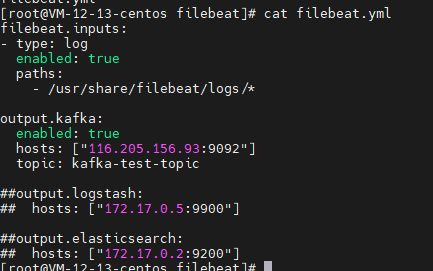 [root@VM-12-13-centos filebeat]# cat filebeat.yml
filebeat.inputs:
- type: log
  enabled: true
  paths:
    - /usr/share/filebeat/logs/*

output.kafka:
  enabled: true
  hosts: ["116.205.156.93:9092"]
  topic: kafka-test-topic

##output.logstash:
##  hosts: ["172.17.0.5:9900"]

##output.elasticsearch:
##  hosts: ["172.17.0.2:9200"]
[root@VM-12-13-centos filebeat]#